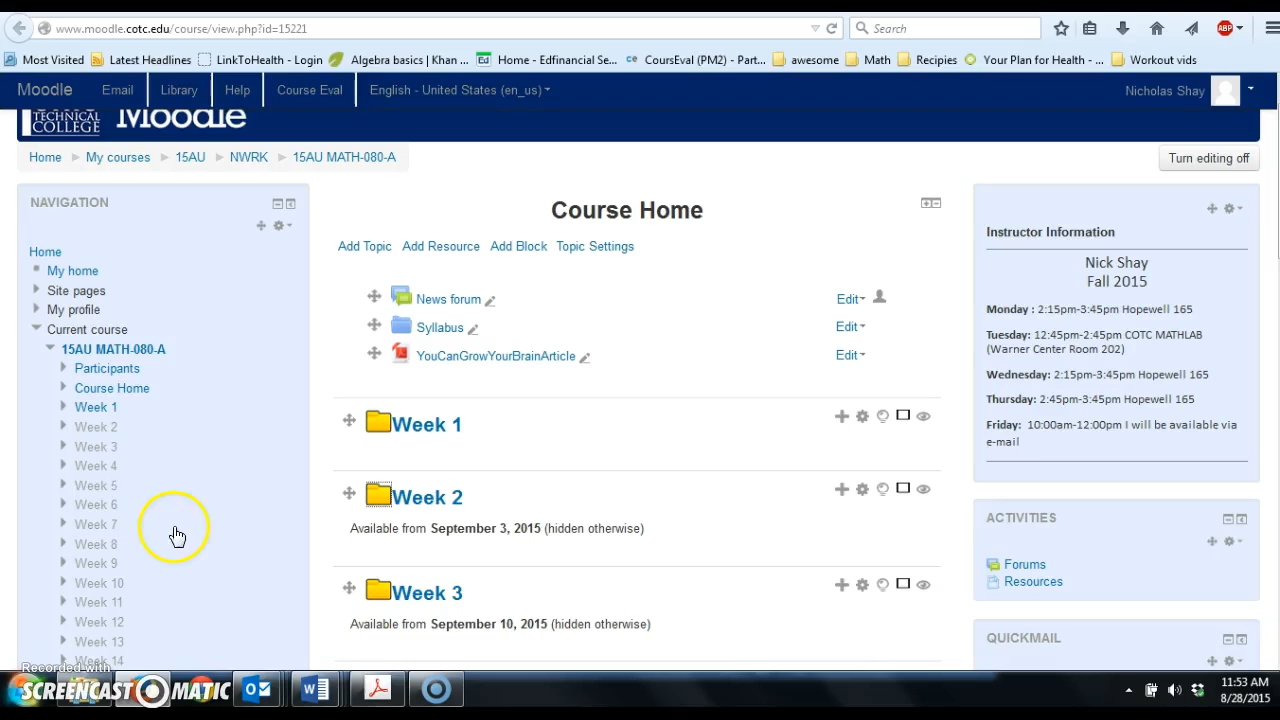 www.moodle.cotc.edu/course/view.php?id=15221
Search
ABP
Most Visited Latest Headlines LinkToHealth - Login Algebra basics | Khan ... Home - Edfinancial Se... CoursEval (PM2) - Part... awesome Math Recipies Your Plan for Health - ... Workout vids
Moodle Email Library Help Course Eval English - United States (en_us) Nicholas Shay
TECHNICAL
COLLEGE
Moodle
Home My courses 15AU NWRK 15AU MATH-080-A
Turn editing off
NAVIGATION
Home
My home
Site pages
My profile
Current course
15AU MATH-080-A
Participants
Course Home
Week 1
Week 2
Week 3
Week 4
Week 5
Week 6
Week 7
Week 8
Week 9
Week 10
Week 11
Week 12
Week 13
Week 14
Course Home
Add Topic Add Resource Add Block Topic Settings
News forum Edit
Syllabus Edit
YouCanGrowYourBrainArticle Edit
Week 1
Week 2
Available from September 3, 2015 (hidden otherwise)
Week 3
Available from September 10, 2015 (hidden otherwise)
Instructor Information
Nick Shay
Fall 2015
Monday : 2:15pm-3:45pm Hopewell 165
Tuesday: 12:45pm-2:45pm COTC MATHLAB
(Warner Center Room 202)
Wednesday: 2:15pm-3:45pm Hopewell 165
Thursday: 2:45pm-3:45pm Hopewell 165
Friday: 10:00am-12:00pm I will be available via
e-mail
ACTIVITIES
Forums
Resources
QUICKMAIL
Recorded with
SCREENCAST MATIC
11:53 AM
8/28/2015